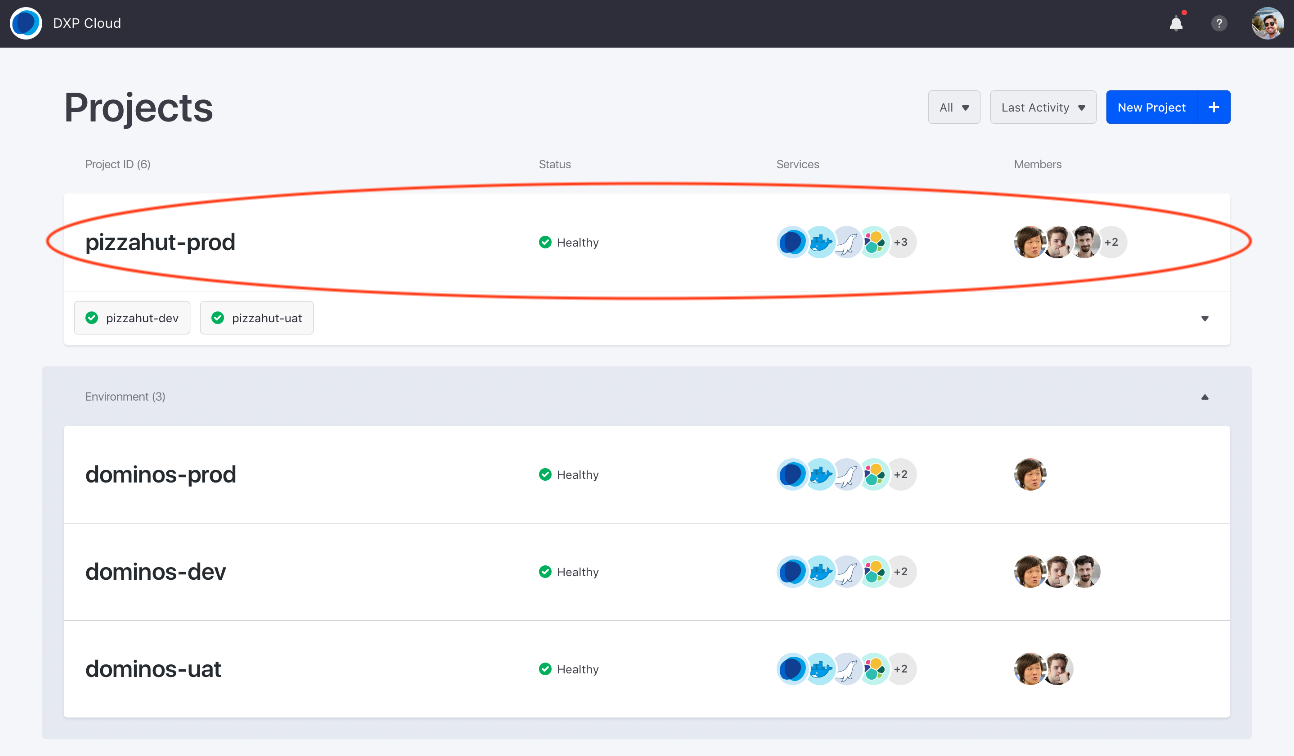 DXP Cloud
?
Projects
All
Last Activity
New Project +
Project ID (6) Status Services Members
pizzahut-prod Healthy +3 +2
pizzahut-dev pizzahut-uat
Environment (3)
dominos-prod Healthy +2
dominos-dev Healthy +2
dominos-uat Healthy +2